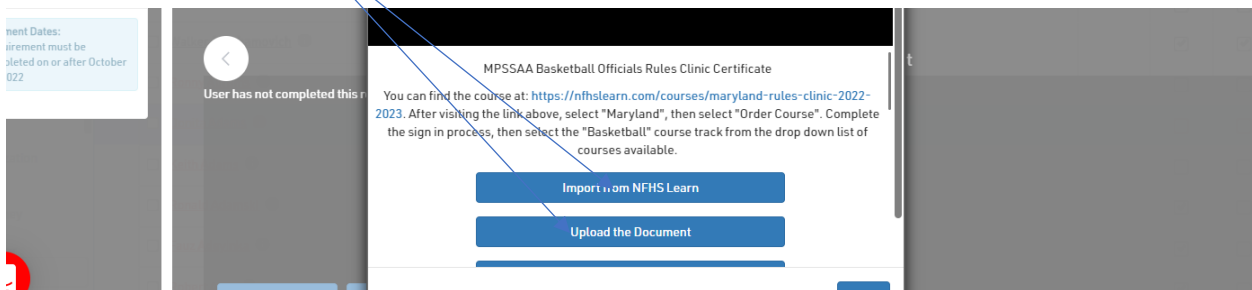 ment Dates:
uirement must be
pleted on or after October
2022
User has not completed this r
t
MPSSAA Basketball Officials Rules Clinic Certificate
You can find the course at: https://nfhslearn.com/courses/maryland-rules-clinic-2022-
2023. After visiting the link above, select "Maryland", then select "Order Course". Complete
the sign in process, then select the "Basketball" course track from the drop down list of
courses available.
Import from NFHS Learn
Upload the Document